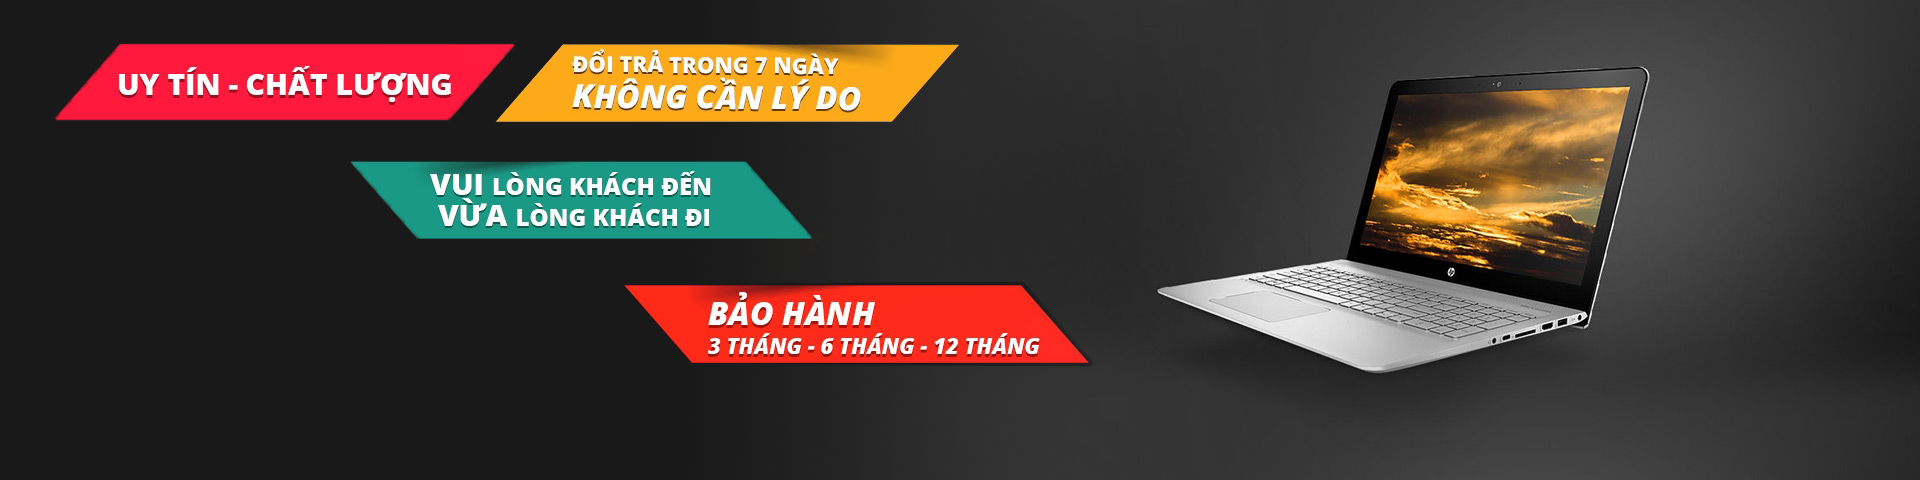 UY TÍN - CHẤT LƯỢNG
ĐỔI TRẢ TRONG 7 NGÀY
KHÔNG CẦN LÝ DO
VUI LÒNG KHÁCH ĐẾN
VỪA LÒNG KHÁCH ĐI
BẢO HÀNH
3 THÁNG - 6 THÁNG - 12 THÁNG
hp